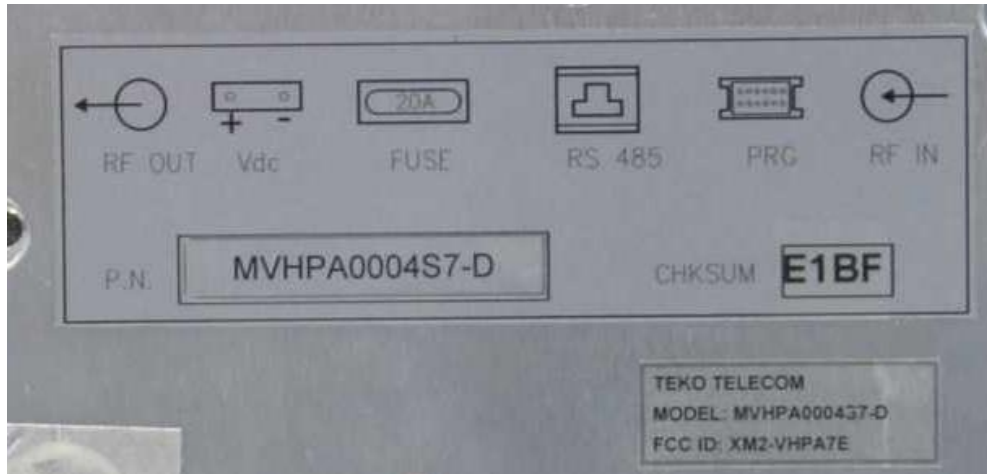 20A
+ -
RF OUT Vdc FUSE RS 485 PRG RF IN
P.N. MVHPA0004S7-D CHKSUM E1BF
TEKO TELECOM
MODEL: MVHPA0004S7-D
FCC ID: XM2-VHPA7E